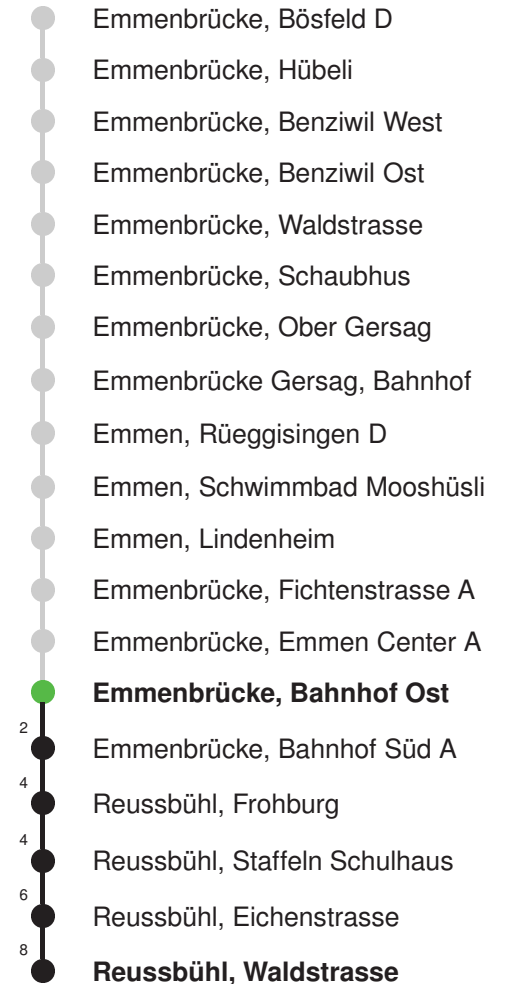 Emmenbrücke, Bösfeld D
Emmenbrücke, Hübeli
Emmenbrücke, Benziwil West
Emmenbrücke, Benziwil Ost
Emmenbrücke, Waldstrasse
Emmenbrücke, Schaubhus
Emmenbrücke, Ober Gersag
Emmenbrücke Gersag, Bahnhof
Emmen, Rüeggisingen D
Emmen, Schwimmbad Mooshüsli
Emmen, Lindenheim
Emmenbrücke, Fichtenstrasse A
Emmenbrücke, Emmen Center A
Emmenbrücke, Bahnhof Ost
2 Emmenbrücke, Bahnhof Süd A
4 Reussbühl, Frohburg
4 Reussbühl, Staffeln Schulhaus
6 Reussbühl, Eichenstrasse
8 Reussbühl, Waldstrasse